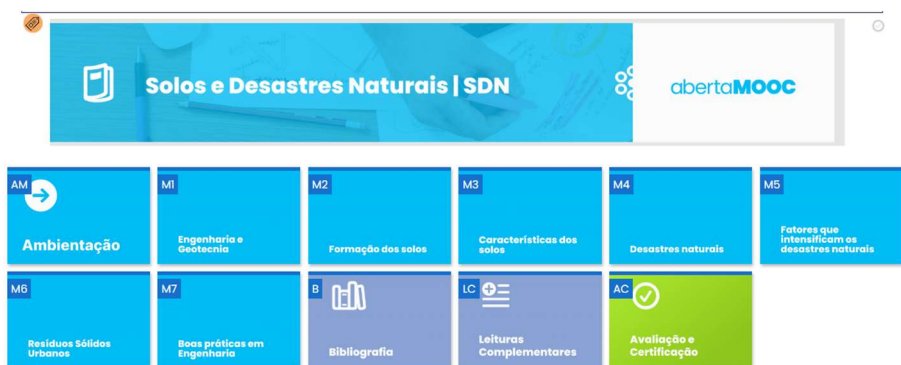 Solos e Desastres Naturais | SDN
abertaMOOC
AM
Ambientação
M1
Engenharia e
Geotecnia
M2
Formação dos solos
M3
Características dos
solos
M4
Desastres naturais
M5
Fatores que
intensificam os
desastres naturais
M6
Resíduos Sólidos
Urbanos
M7
Boas práticas em
Engenharia
B
Bibliografia
LC
Leituras
Complementares
AC
Avaliação e
Certificação